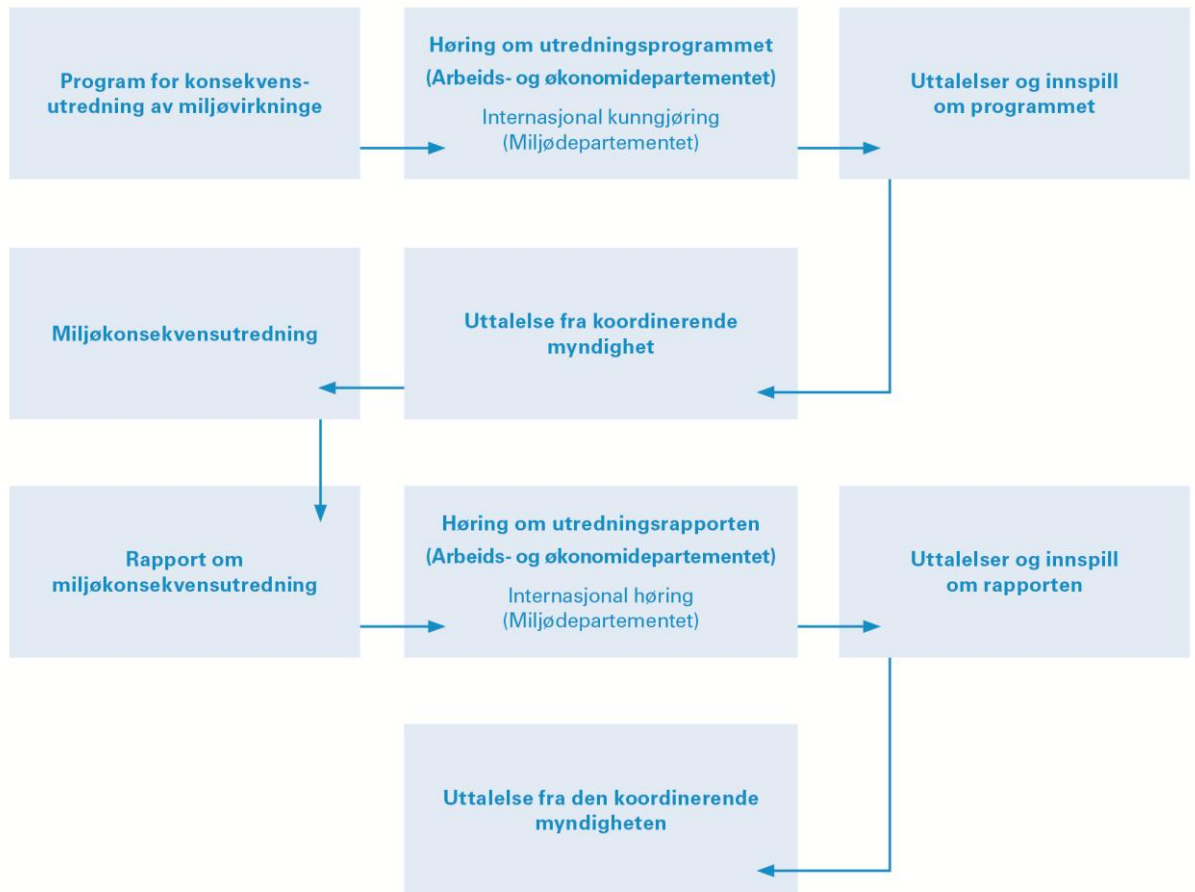 Program for konsekvens-
utredning av miljøvirkninge
Høring om utredningsprogrammet
(Arbeids- og økonomidepartementet)
Internasjonal kunngjøring
(Miljødepartementet)
Uttalelser og innspill
om programmet
Miljøkonsekvensutredning
Uttalelse fra koordinerende
myndighet
Rapport om
miljøkonsekvensutredning
Høring om utredningsrapporten
(Arbeids- og økonomidepartementet)
Internasjonal høring
(Miljødepartementet)
Uttalelser og innspill
om rapporten
Uttalelse fra den koordinerende
myndigheten